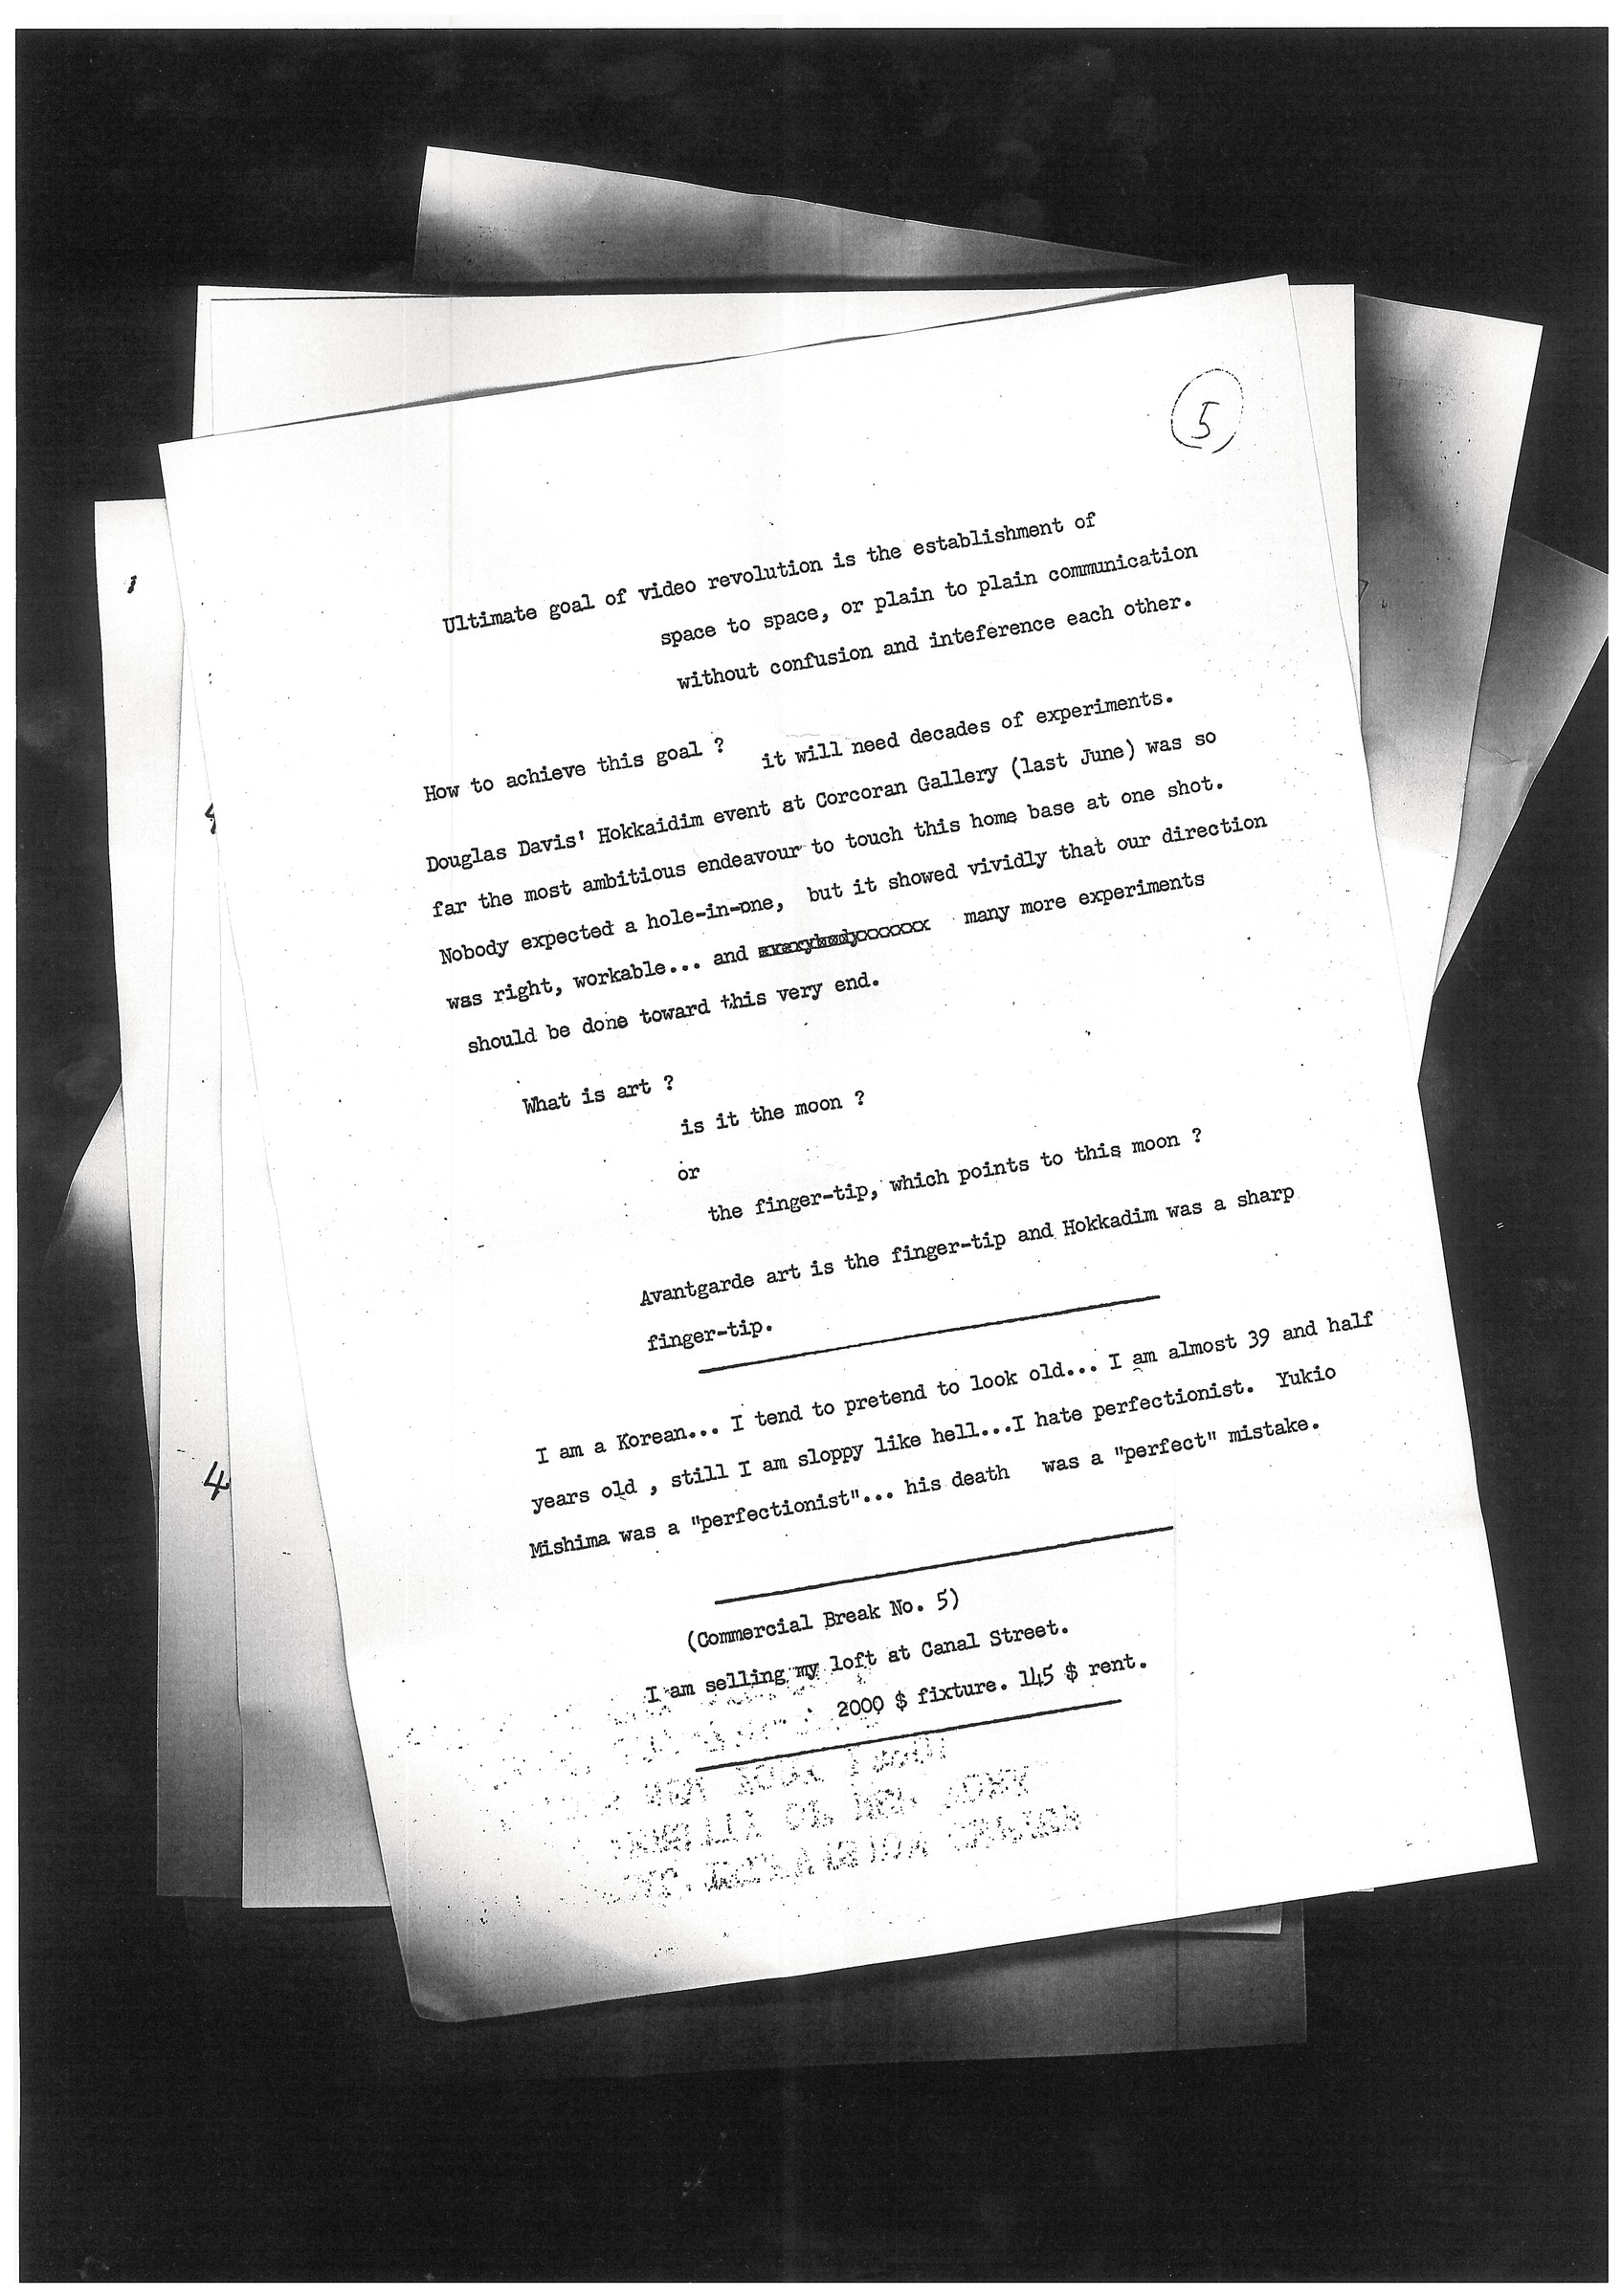 5
Ultimate goal of video revolution is the establishment of
space to space, or plain to plain communication
without confusion and inteference each other.
How to achieve this goal ? it will need decades of experiments.
Douglas Davis' Hokkaidim event at Corcoran Gallery (last June) was so
far the most ambitious endeavour to touch this home base at one shot.
Nobody expected a hole-in-one, but it showed vividly that our direction
was right, workable... and many more experiments
should be done toward this very end.
What is art ?
is it the moon ?
or
the finger-tip, which points to this moon ?
Avantgarde art is the finger-tip and Hokkadim was a sharp
finger-tip.
I am a Korean... I tend to pretend to look old... I am almost 39 and half
years old , still I am sloppy like hell...I hate perfectionist. Yukio
Mishima was a "perfectionist"... his death was a "perfect" mistake.
(Commercial Break No. 5)
I am selling my loft at Canal Street.
2000 $ fixture. 145 $ rent.
4